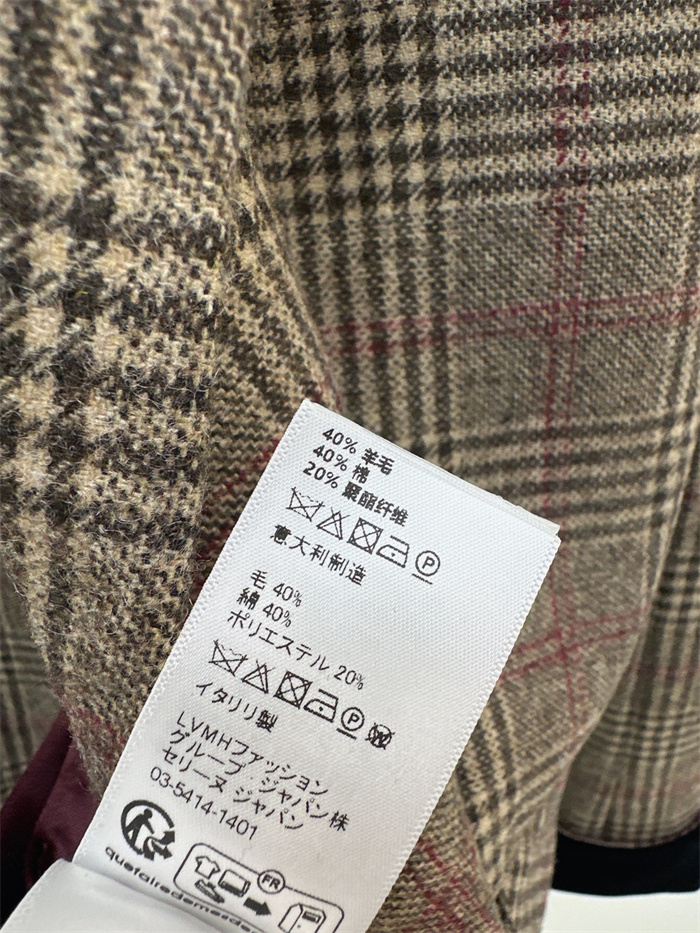 40% 羊毛
40% 棉
20% 聚酯纤维
P
意大利制造
毛 40%
綿 40%
ポリエステル 20%
P W
イタリリ製
LVMHファッション
グループ・ジャパン株
セリーヌ ジャパン
03-5414-1401
FR
quefairedemesde